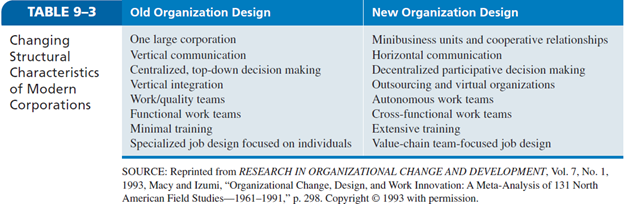 TABLE 9–3
Changing
Structural
Characteristics
of Modern
Corporations
Old Organization Design
New Organization Design
One large corporation
Minibusiness units and cooperative relationships
Vertical communication
Horizontal communication
Centralized, top-down decision making
Decentralized participative decision making
Vertical integration
Outsourcing and virtual organizations
Work/quality teams
Autonomous work teams
Functional work teams
Cross-functional work teams
Minimal training
Extensive training
Specialized job design focused on individuals
Value-chain team-focused job design
SOURCE: Reprinted from RESEARCH IN ORGANIZATIONAL CHANGE AND DEVELOPMENT, Vol. 7, No. 1,
1993, Macy and Izumi, “Organizational Change, Design, and Work Innovation: A Meta-Analysis of 131 North
American Field Studies—1961–1991,” p. 298. Copyright © 1993 with permission.